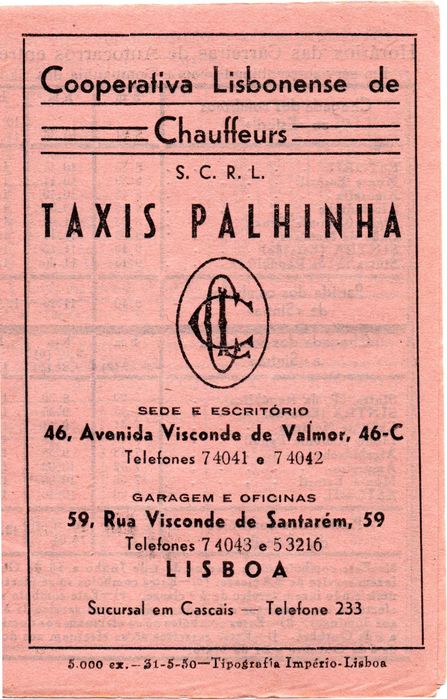 Cooperativa Lisbonense de
Chauffeurs
S. C. R. L.
TAXIS PALHINHA
CLC
SEDE E ESCRITÓRIO
46, Avenida Visconde de Valmor, 46-C
Telefones 74041 e 74042
GARAGEM E OFICINAS
59, Rua Visconde de Santarém, 59
Telefones 74043 e 53216
LISBOA
Sucursal em Cascais — Telefone 233
5.000 ex.—31-5-50—Tipografia Império-Lisboa